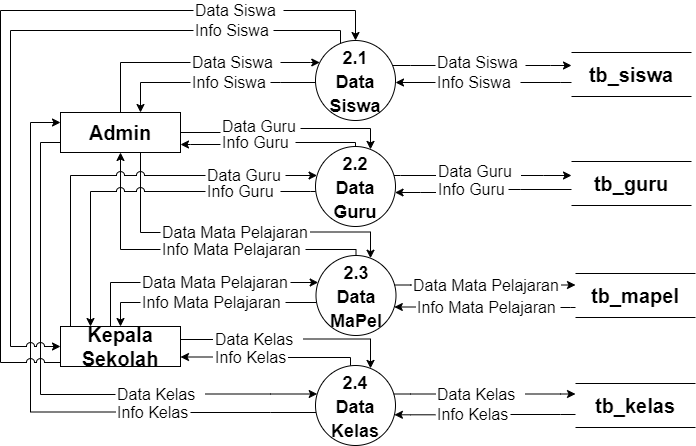 Data Siswa
Info Siswa
2.1
Data
Siswa
Data Siswa
Info Siswa
Data Siswa
Info Siswa
tb_siswa
Admin
Data Guru
Info Guru
2.2
Data
Guru
Data Guru
Info Guru
Data Guru
Info Guru
tb_guru
Data Mata Pelajaran
Info Mata Pelajaran
2.3
Data
MaPel
Data Mata Pelajaran
Info Mata Pelajaran
Data Mata Pelajaran
Info Mata Pelajaran
tb_mapel
Kepala
Sekolah
Data Kelas
Info Kelas
2.4
Data
Kelas
Data Kelas
Info Kelas
Data Kelas
Info Kelas
tb_kelas